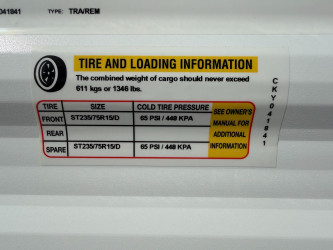 041841 TYPE: TRA/REM
TIRE AND LOADING INFORMATION
The combined weight of cargo should never exceed
611 kgs or 1346 lbs.
TIRE SIZE COLD TIRE PRESSURE SEE OWNER'S MANUAL FOR ADDITIONAL INFORMATION
FRONT ST235/75R15/D 65 PSI / 448 KPA
REAR
SPARE ST235/75R15/D 65 PSI / 448 KPA
CKY041841